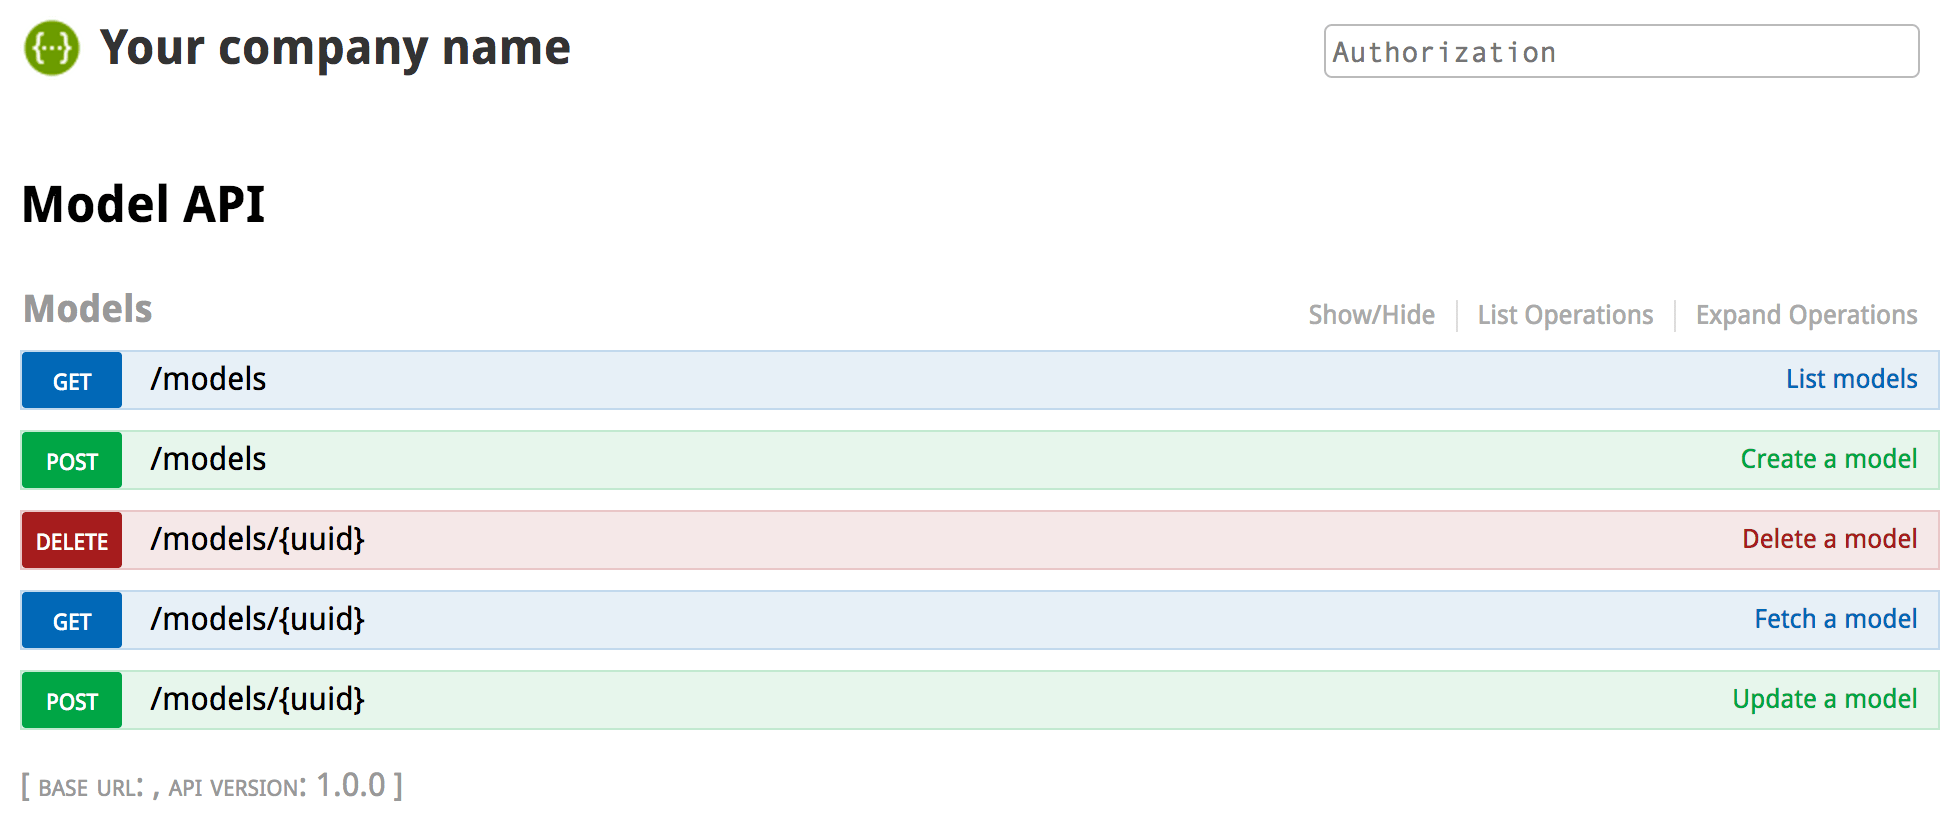 {···} Your company name
Authorization
Model API
Models
Show/Hide List Operations Expand Operations
GET /models List models
POST /models Create a model
DELETE /models/{uuid} Delete a model
GET /models/{uuid} Fetch a model
POST /models/{uuid} Update a model
[ BASE URL: , API VERSION: 1.0.0 ]